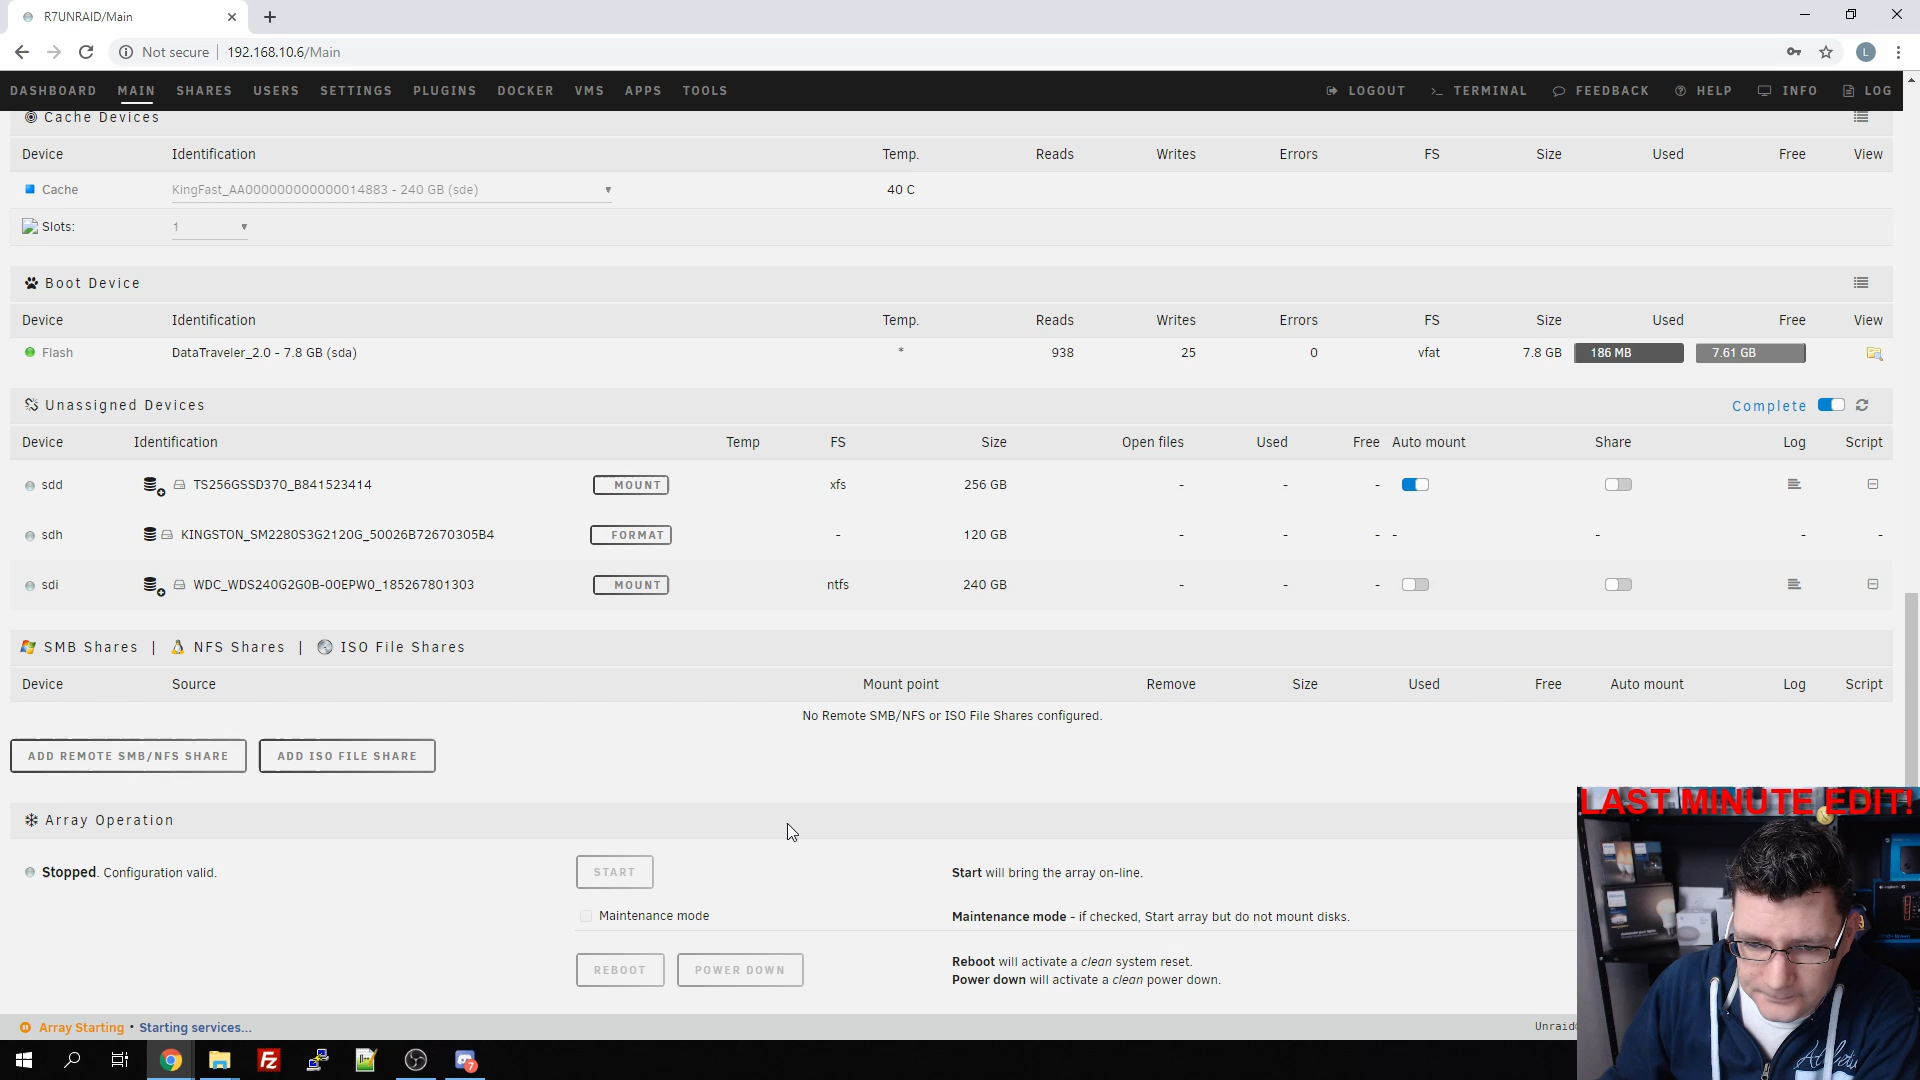 R7UNRAID/Main
Not secure 192.168.10.6/Main
L
DASHBOARD MAIN SHARES USERS SETTINGS PLUGINS DOCKER VMS APPS TOOLS LOGOUT TERMINAL FEEDBACK HELP INFO LOG
Cache Devices
Device Identification Temp. Reads Writes Errors FS Size Used Free View
Cache KingFast_AA000000000000014883 - 240 GB (sde) 40 C
Slots: 1
Boot Device
Device Identification Temp. Reads Writes Errors FS Size Used Free View
Flash DataTraveler_2.0 - 7.8 GB (sda) * 938 25 0 vfat 7.8 GB 186 MB 7.61 GB
Unassigned Devices Complete
Device Identification Temp FS Size Open files Used Free Auto mount Share Log Script
sdd TS256GSSD370_B841523414 MOUNT xfs 256 GB - - -
sdh KINGSTON_SM2280S3G2120G_50026B72670305B4 FORMAT - 120 GB - - - - - - -
sdi WDC_WDS240G2G0B-00EPW0_185267801303 MOUNT ntfs 240 GB - - -
SMB Shares | NFS Shares | ISO File Shares
Device Source Mount point Remove Size Used Free Auto mount Log Script
No Remote SMB/NFS or ISO File Shares configured.
ADD REMOTE SMB/NFS SHARE ADD ISO FILE SHARE
LAST MINUTE EDIT!
Array Operation
Stopped. Configuration valid. START Start will bring the array on-line.
Maintenance mode Maintenance mode - if checked, Start array but do not mount disks.
REBOOT POWER DOWN Reboot will activate a clean system reset.
Power down will activate a clean power down.
Array Starting • Starting services... Unraid
7